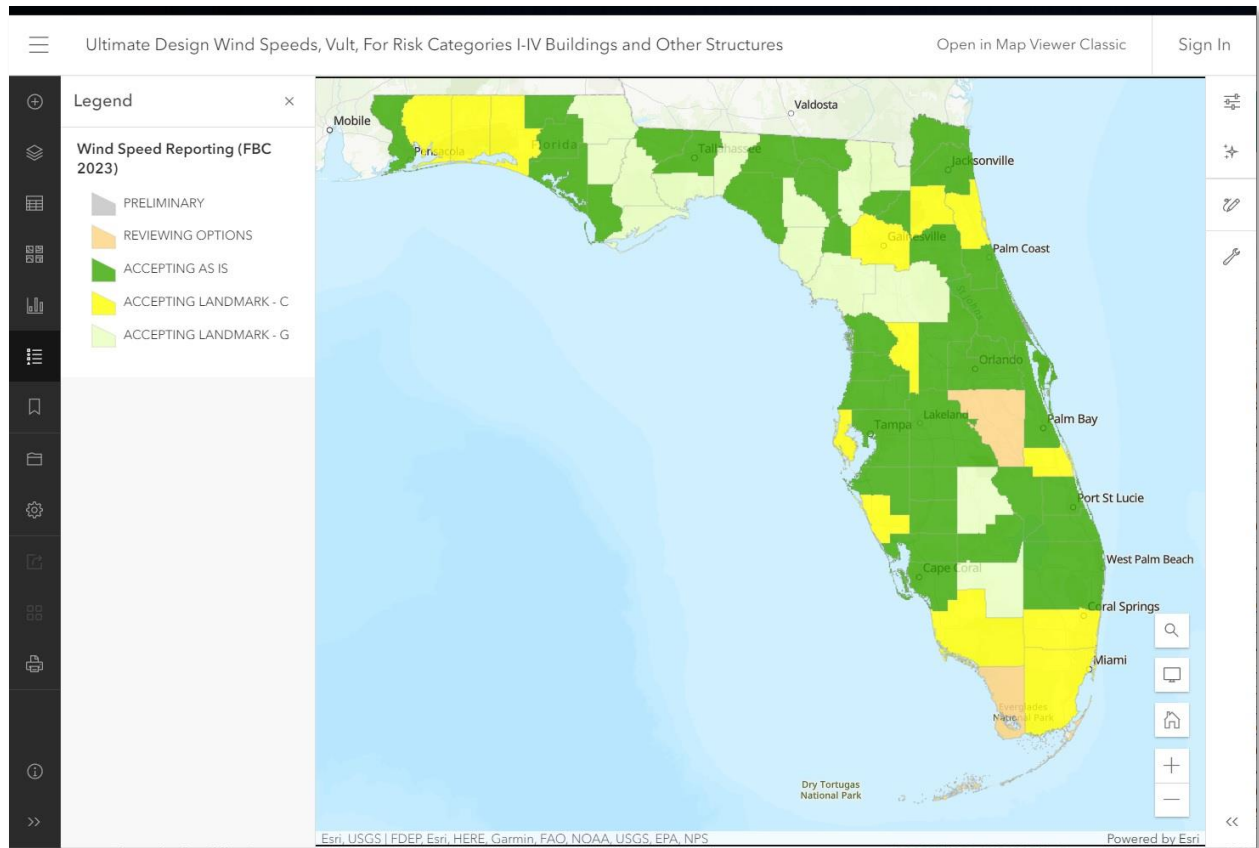 Ultimate Design Wind Speeds, Vult, For Risk Categories I-IV Buildings and Other Structures
Open in Map Viewer Classic
Sign In
Legend
Wind Speed Reporting (FBC
2023)
PRELIMINARY
REVIEWING OPTIONS
ACCEPTING AS IS
ACCEPTING LANDMARK - C
ACCEPTING LANDMARK - G
Mobile
Valdosta
Pensacola
Florida
Tallahassee
Jacksonville
Gainesville
Palm Coast
St Johns
Orlando
Lakeland
Palm Bay
Tampa
Port St Lucie
West Palm Beach
Cape Coral
Coral Springs
Miami
Everglades
National Park
Dry Tortugas
National Park
Esri, USGS | FDEP, Esri, HERE, Garmin, FAO, NOAA, USGS, EPA, NPS
Powered by Esri